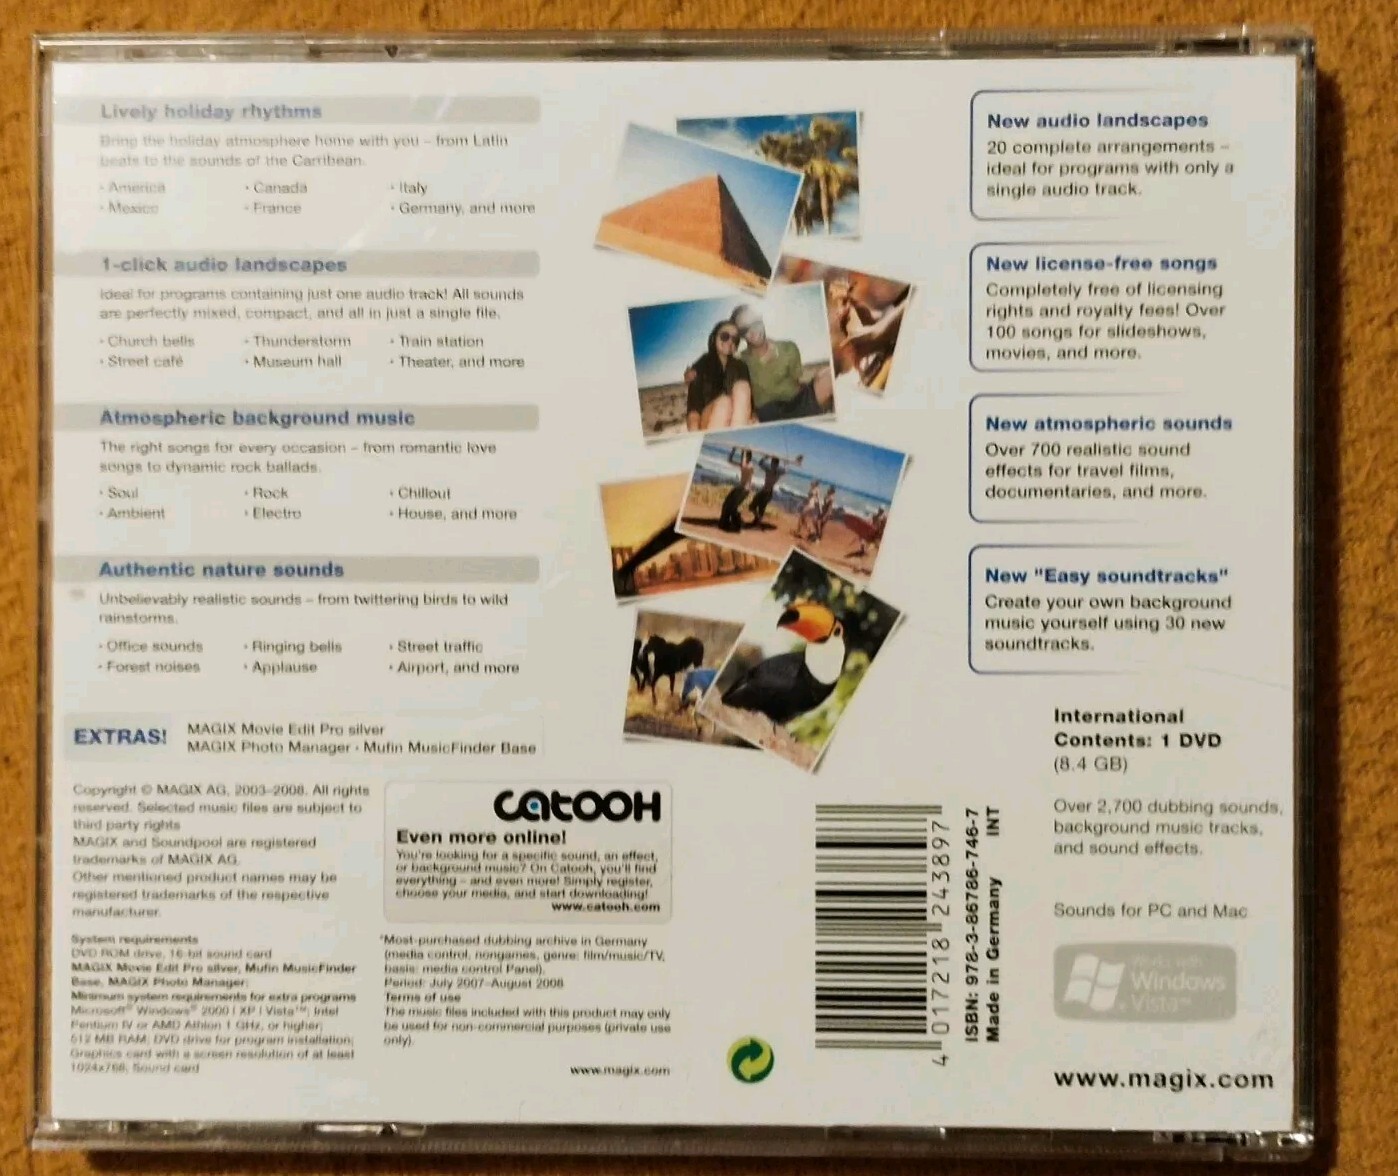 Lively holiday rhythms
Bring the holiday atmosphere home with you – from Latin
beats to the sounds of the Carribean.
· America · Canada · Italy
· Mexico · France · Germany, and more
1-click audio landscapes
Ideal for programs containing just one audio track! All sounds
are perfectly mixed, compact, and all in just a single file.
· Church bells · Thunderstorm · Train station
· Street café · Museum hall · Theater, and more
Atmospheric background music
The right songs for every occasion – from romantic love
songs to dynamic rock ballads.
· Soul · Rock · Chillout
· Ambient · Electro · House, and more
Authentic nature sounds
Unbelievably realistic sounds – from twittering birds to wild
rainstorms.
· Office sounds · Ringing bells · Street traffic
· Forest noises · Applause · Airport, and more
EXTRAS!
MAGIX Movie Edit Pro silver
MAGIX Photo Manager · Mufin MusicFinder Base
Copyright © MAGIX AG, 2003–2008. All rights
reserved. Selected music files are subject to
third party rights
MAGIX and Soundpool are registered
trademarks of MAGIX AG.
Other mentioned product names may be
registered trademarks of the respective
manufacturer.
System requirements
DVD ROM drive, 16-bit sound card
MAGIX Movie Edit Pro silver, Mufin MusicFinder
Base, MAGIX Photo Manager:
Minimum system requirements for extra programs
Microsoft® Windows® 2000 | XP | Vista™; Intel
Pentium IV or AMD Athlon 1 GHz, or higher;
512 MB RAM; DVD drive for program installation;
Graphics card with a screen resolution of at least
1024x768; Sound card
catooh
Even more online!
You're looking for a specific sound, an effect,
or background music? On Catooh, you'll find
everything – and even more! Simply register,
choose your media, and start downloading!
www.catooh.com
*Most-purchased dubbing archive in Germany
(media control, nongames, genre: film/music/TV,
basis: media control Panel).
Period: July 2007–August 2008
Terms of use
The music files included with this product may only
be used for non-commercial purposes (private use
only).
www.magix.com
New audio landscapes
20 complete arrangements –
ideal for programs with only a
single audio track.
New license-free songs
Completely free of licensing
rights and royalty fees! Over
100 songs for slideshows,
movies, and more.
New atmospheric sounds
Over 700 realistic sound
effects for travel films,
documentaries, and more.
New "Easy soundtracks"
Create your own background
music yourself using 30 new
soundtracks.
International
Contents: 1 DVD
(8.4 GB)
Over 2,700 dubbing sounds,
background music tracks,
and sound effects.
Sounds for PC and Mac
Works with
Windows
Vista™
www.magix.com
4 017218 243897
ISBN: 978-3-86786-746-7
Made in Germany INT